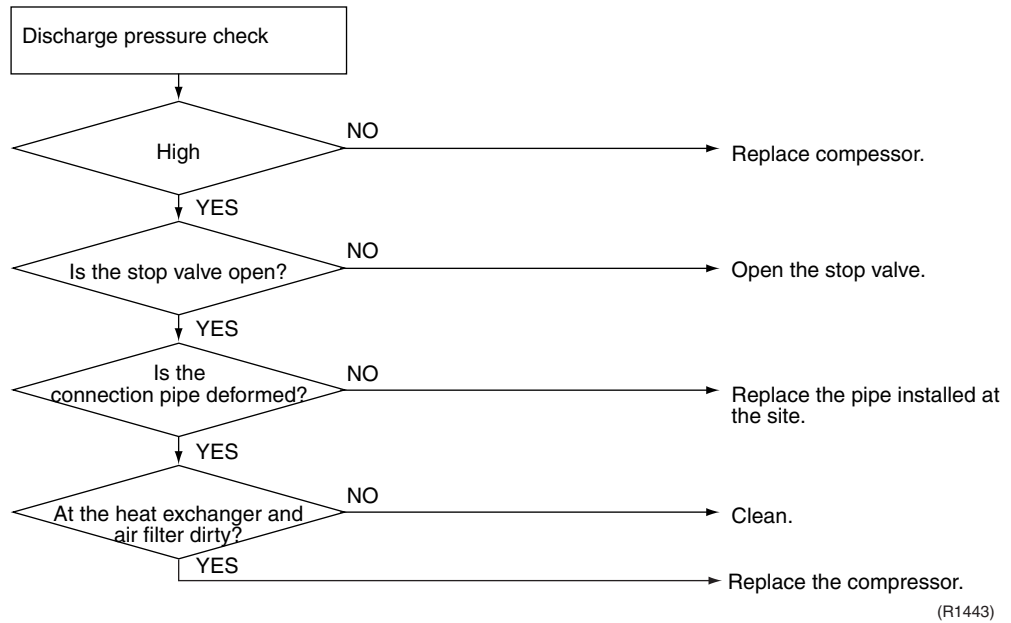 Discharge pressure check
High
NO
Replace compessor.
YES
Is the stop valve open?
NO
Open the stop valve.
YES
Is the
connection pipe deformed?
NO
Replace the pipe installed at
the site.
YES
At the heat exchanger and
air filter dirty?
NO
Clean.
YES
Replace the compressor.
(R1443)